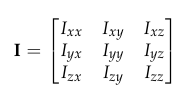 I = [ I_xx I_xy I_xz
I_yx I_yy I_yz
I_zx I_zy I_zz ]